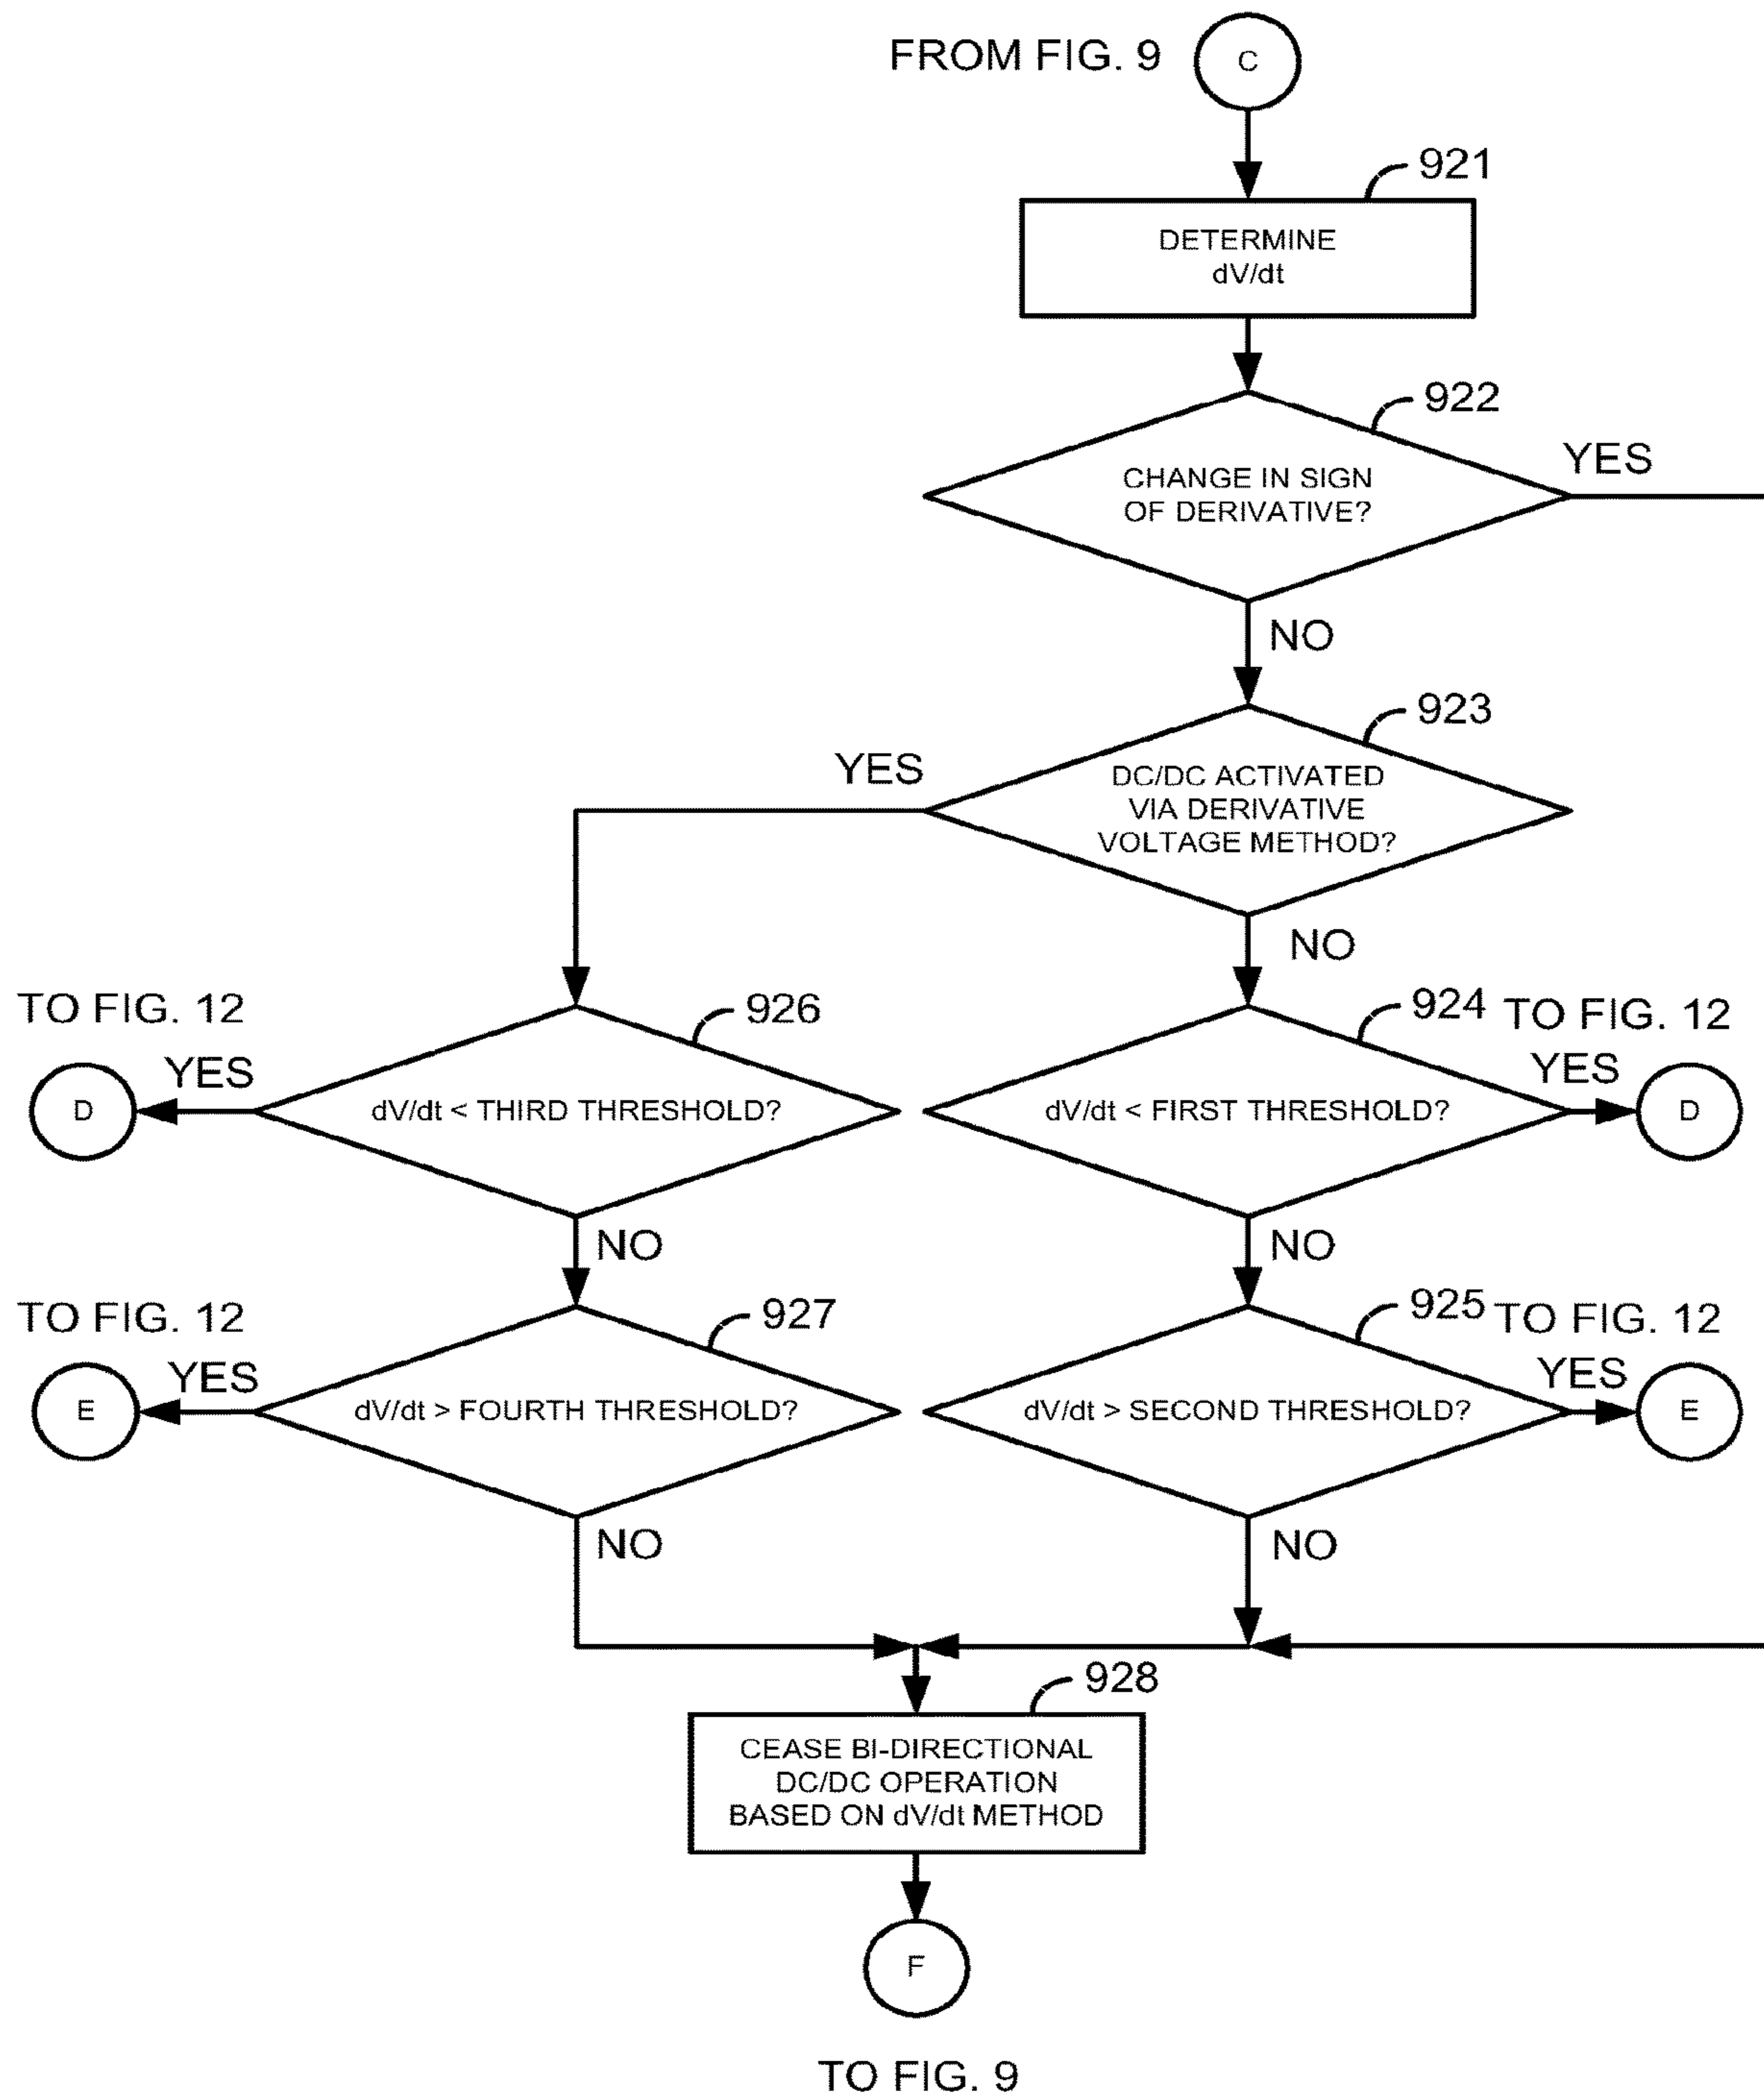 FROM FIG. 9
C
921
DETERMINE
dV/dt
922
CHANGE IN SIGN
OF DERIVATIVE?
YES
NO
923
YES
DC/DC ACTIVATED
VIA DERIVATIVE
VOLTAGE METHOD?
NO
TO FIG. 12
926
924
TO FIG. 12
D
YES
dV/dt < THIRD THRESHOLD?
dV/dt < FIRST THRESHOLD?
YES
D
NO
NO
TO FIG. 12
927
925
TO FIG. 12
E
YES
dV/dt > FOURTH THRESHOLD?
dV/dt > SECOND THRESHOLD?
YES
E
NO
NO
928
CEASE BI-DIRECTIONAL
DC/DC OPERATION
BASED ON dV/dt METHOD
F
TO FIG. 9